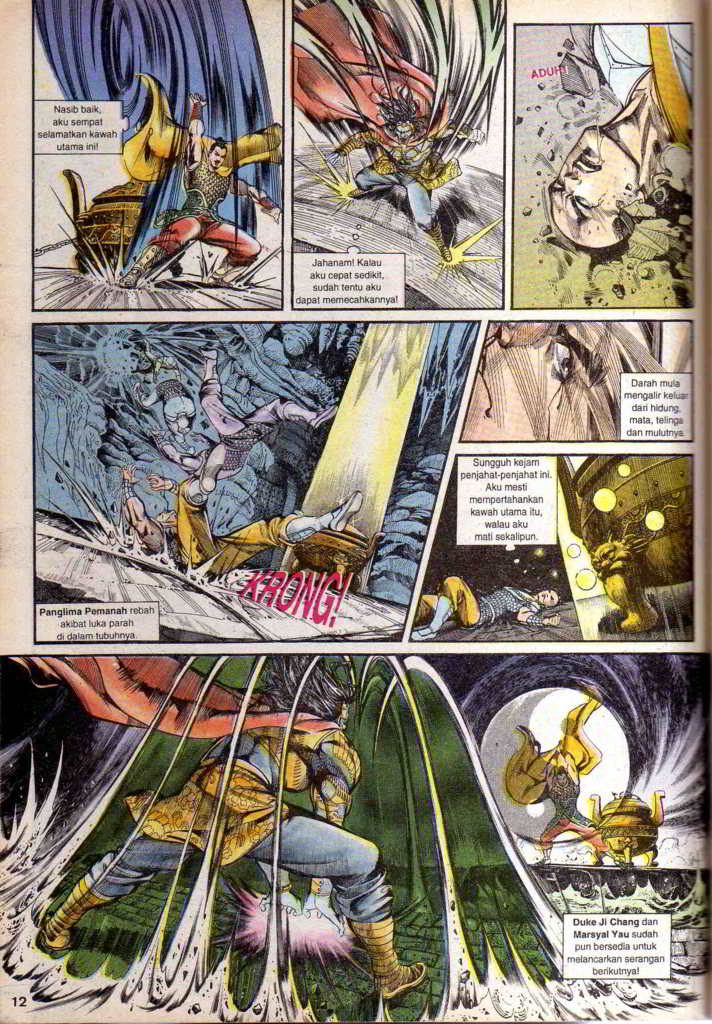 Nasib baik,
aku sempat
selamatkan kawah
utama ini!
Jahanam! Kalau
aku cepat sedikit,
sudah tentu aku
dapat memecahkannya!
ADUH!
Panglima Pemanah rebah
akibat luka parah
di dalam tubuhnya.
KRONG!
Darah mula
mengalir keluar
dari hidung,
mata, telinga
dan mulutnya.
Sungguh kejam
penjahat-penjahat ini.
Aku mesti
mempertahankan
kawah utama itu,
walau aku
mati sekalipun.
Duke Ji Chang dan
Marsyal Yau sudah
pun bersedia untuk
melancarkan serangan
berikutnya!
12